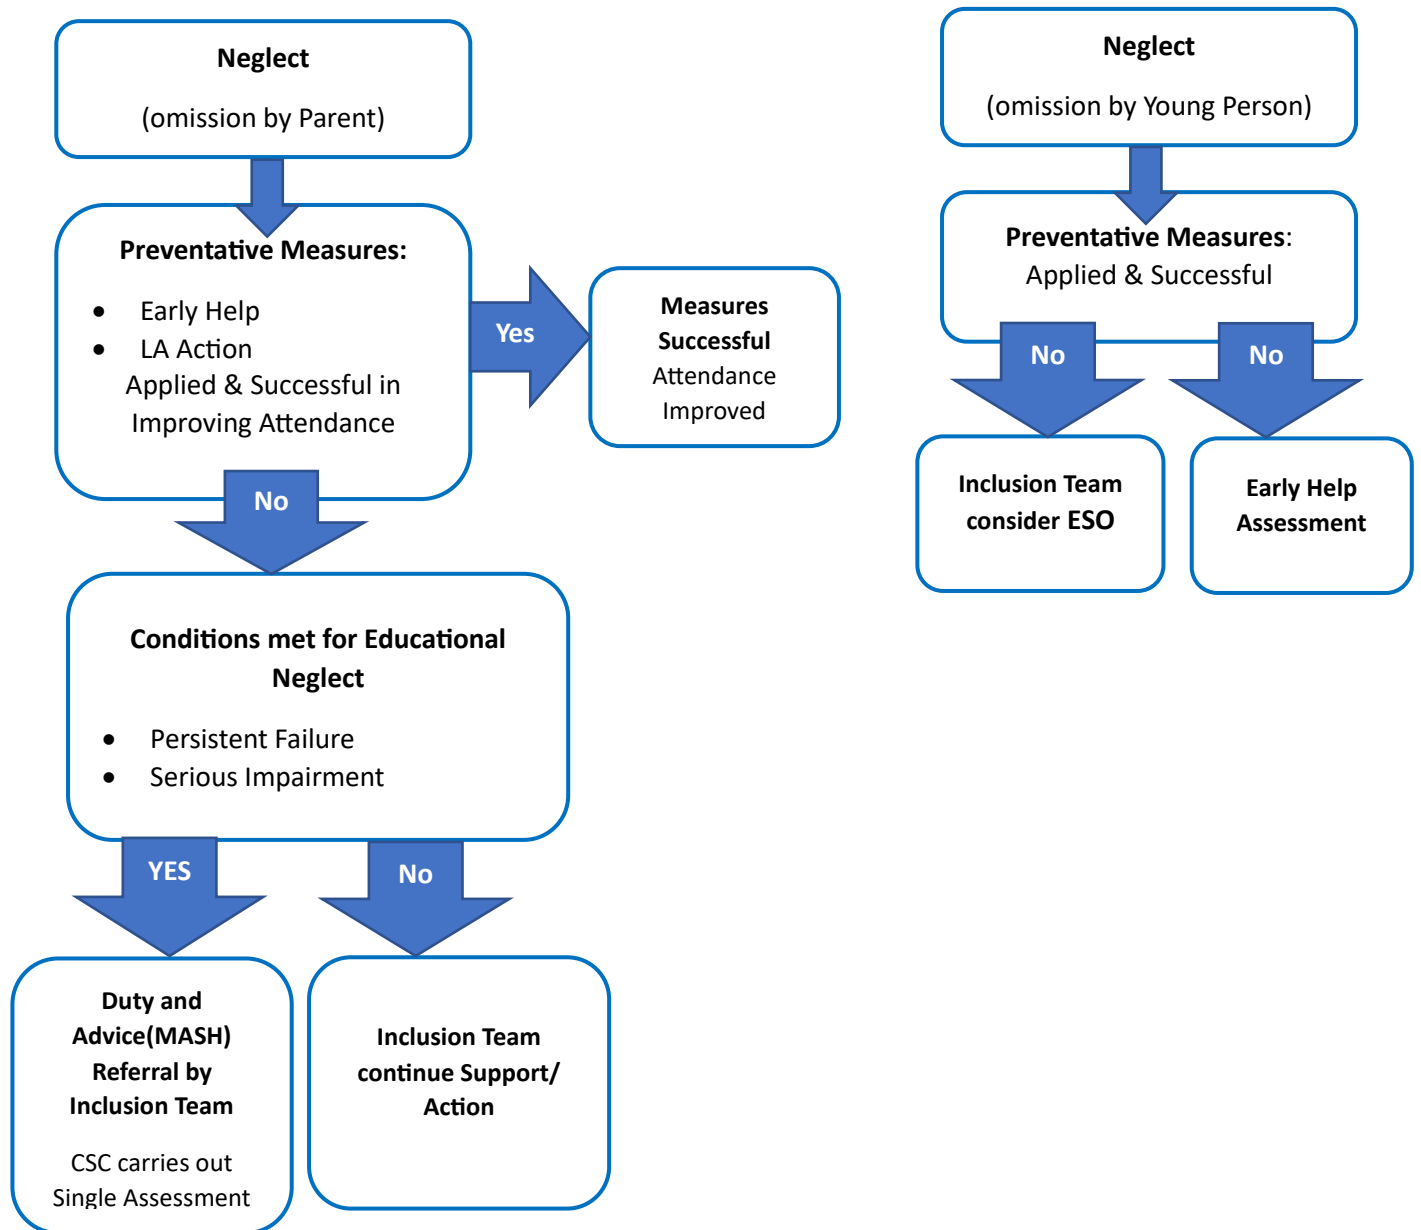 Neglect
(omission by Parent)
Preventative Measures:
• Early Help
• LA Action
Applied & Successful in
Improving Attendance
Yes
Measures
Successful
Attendance
Improved
No
Conditions met for Educational
Neglect
• Persistent Failure
• Serious Impairment
YES
No
Duty and
Advice(MASH)
Referral by
Inclusion Team
CSC carries out
Single Assessment
Inclusion Team
continue Support/
Action
Neglect
(omission by Young Person)
Preventative Measures:
Applied & Successful
No
No
Inclusion Team
consider ESO
Early Help
Assessment